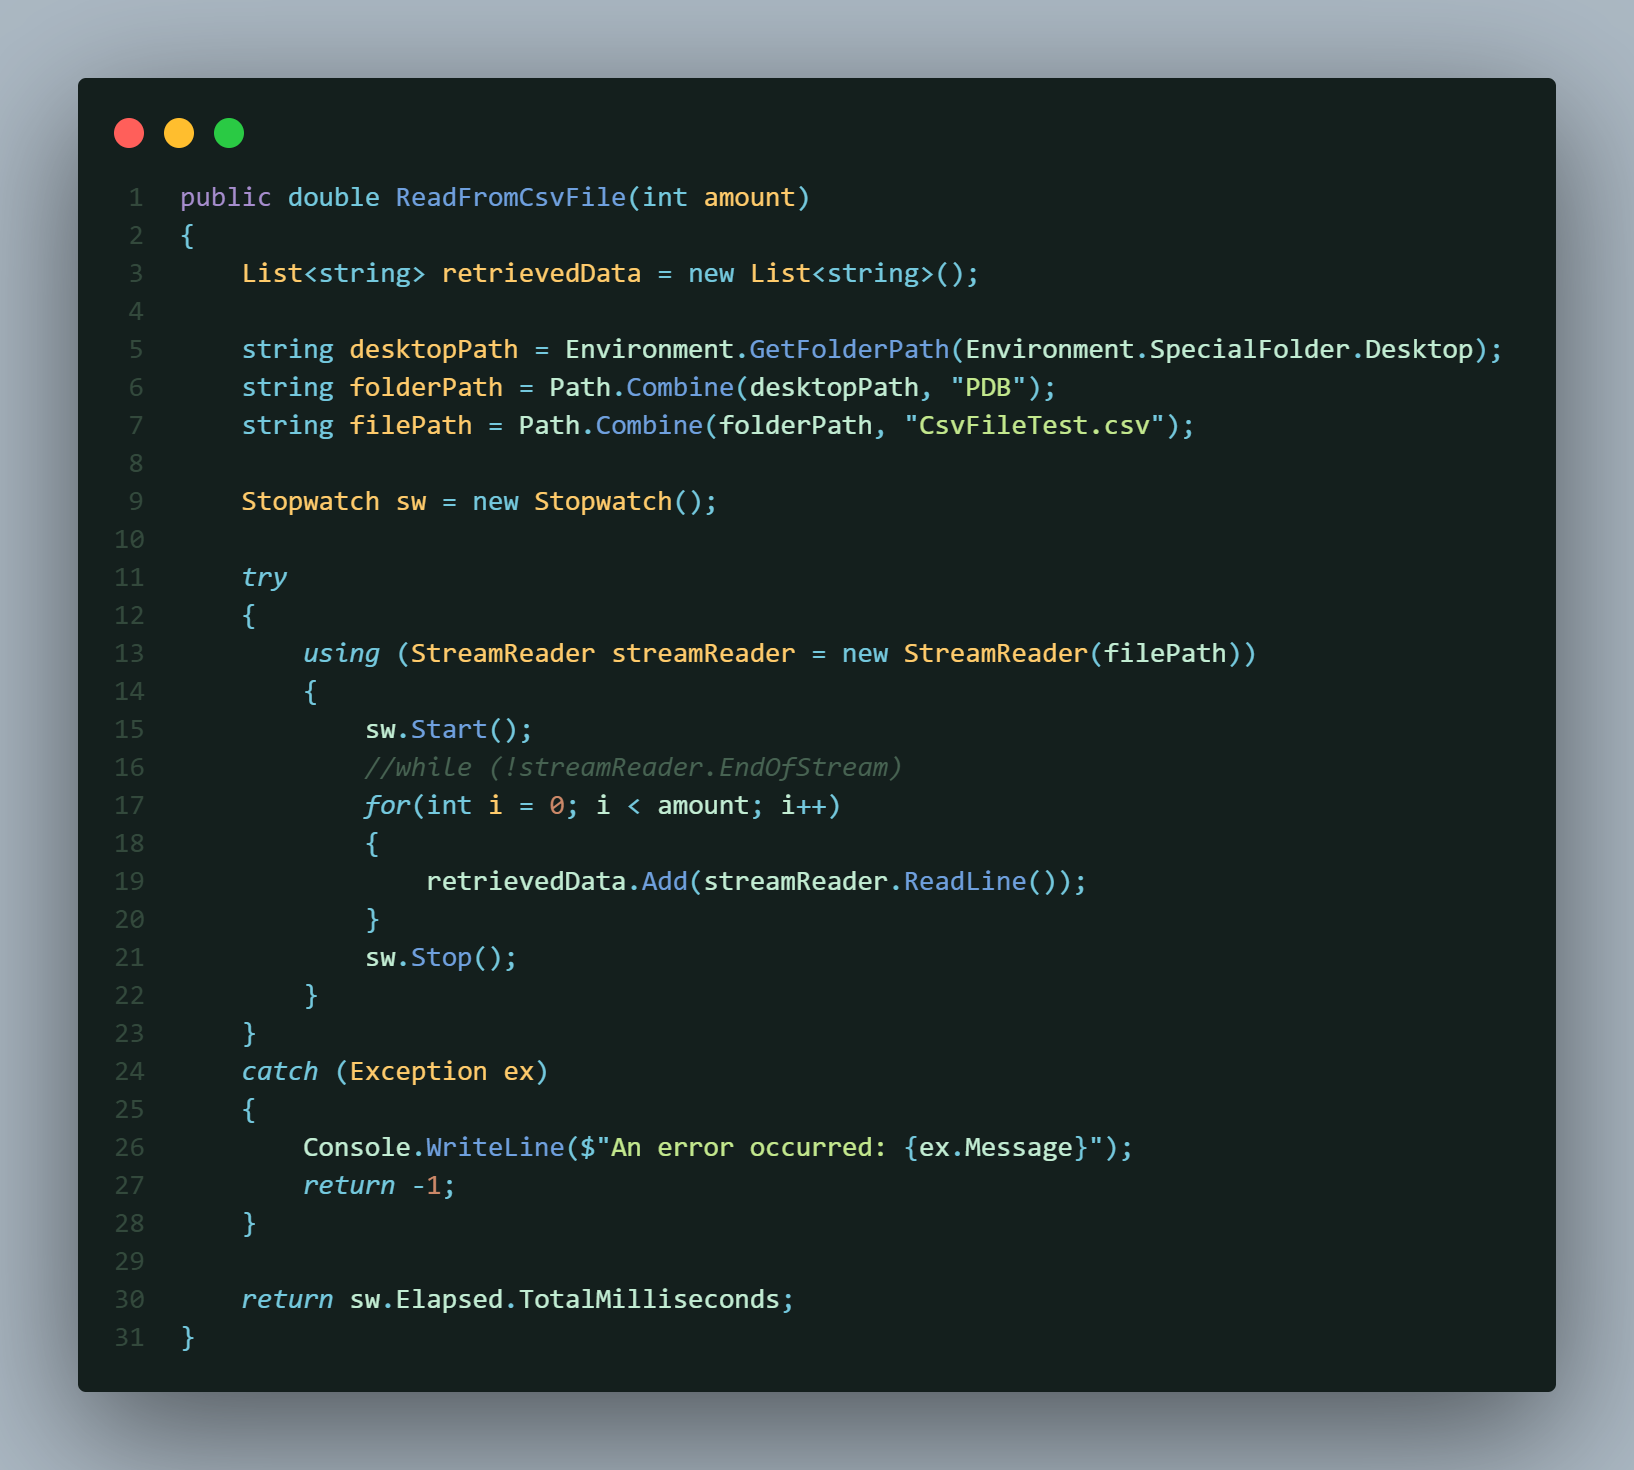 1 public double ReadFromCsvFile(int amount)
2 {
3     List<string> retrievedData = new List<string>();
4
5     string desktopPath = Environment.GetFolderPath(Environment.SpecialFolder.Desktop);
6     string folderPath = Path.Combine(desktopPath, "PDB");
7     string filePath = Path.Combine(folderPath, "CsvFileTest.csv");
8
9     Stopwatch sw = new Stopwatch();
10
11     try
12     {
13         using (StreamReader streamReader = new StreamReader(filePath))
14         {
15             sw.Start();
16             //while (!streamReader.EndOfStream)
17             for(int i = 0; i < amount; i++)
18             {
19                 retrievedData.Add(streamReader.ReadLine());
20             }
21             sw.Stop();
22         }
23     }
24     catch (Exception ex)
25     {
26         Console.WriteLine($"An error occurred: {ex.Message}");
27         return -1;
28     }
29
30     return sw.Elapsed.TotalMilliseconds;
31 }